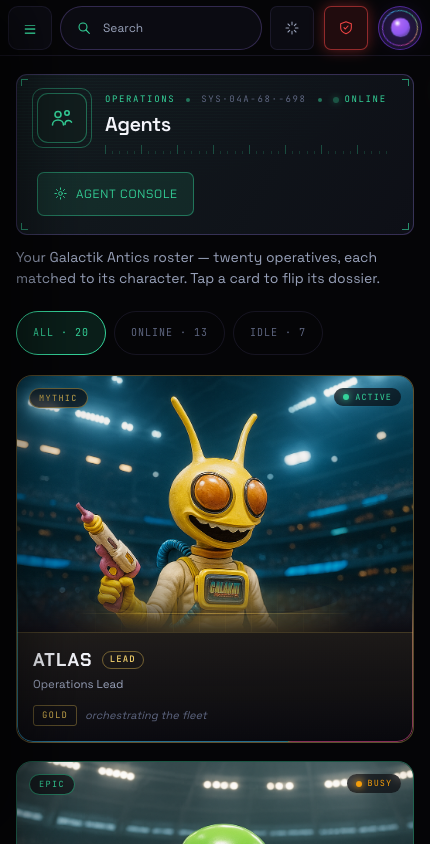 Search
OPERATIONS • SYS·04A-68··698 • ONLINE
Agents
AGENT CONSOLE
Your Galactik Antics roster — twenty operatives, each
matched to its character. Tap a card to flip its dossier.
ALL · 20
ONLINE · 13
IDLE · 7
MYTHIC
ACTIVE
ATLAS LEAD
Operations Lead
GOLD orchestrating the fleet
EPIC
BUSY